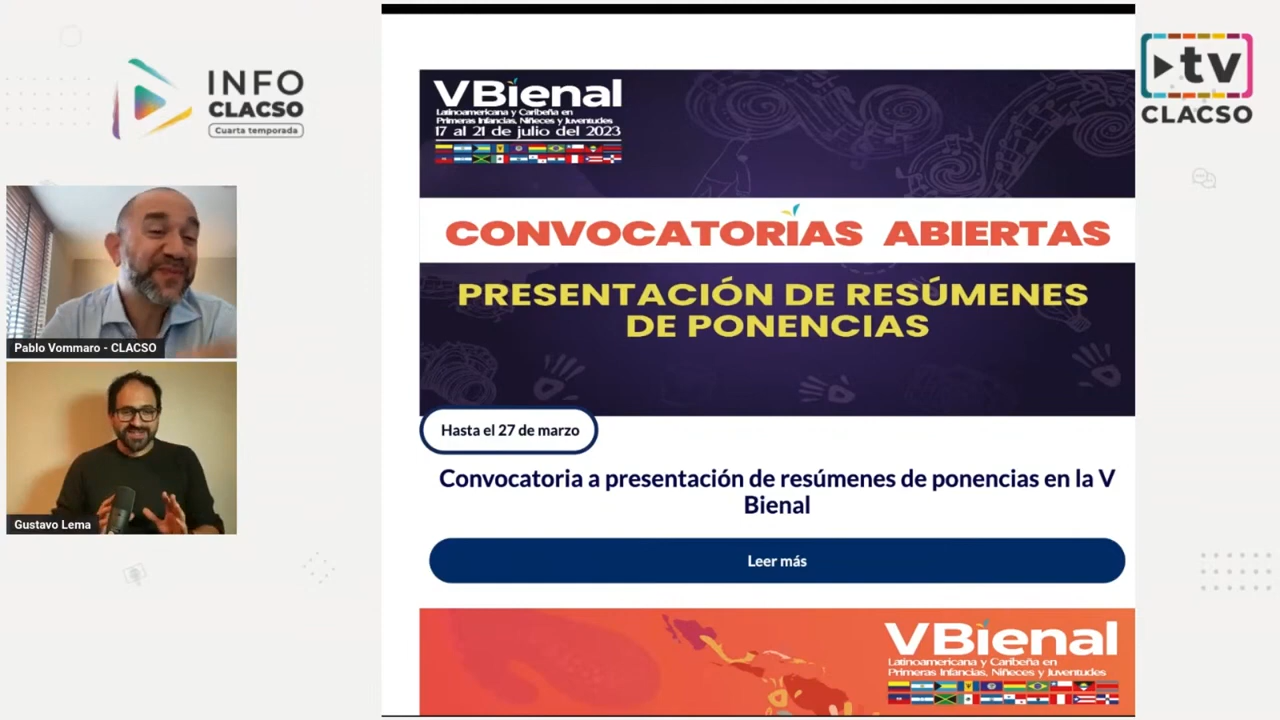 INFO
CLACSO
Cuarta temporada
tv
CLACSO
VBienal
Latinoamericana y Caribeña en
Primeras Infancias, Niñeces y Juventudes
17 al 21 de julio del 2023
CONVOCATORIAS ABIERTAS
PRESENTACIÓN DE RESÚMENES
DE PONENCIAS
Pablo Vommaro - CLACSO
Gustavo Lema
Hasta el 27 de marzo
Convocatoria a presentación de resúmenes de ponencias en la V
Bienal
Leer más
VBienal
Latinoamericana y Caribeña en
Primeras Infancias, Niñeces y Juventudes